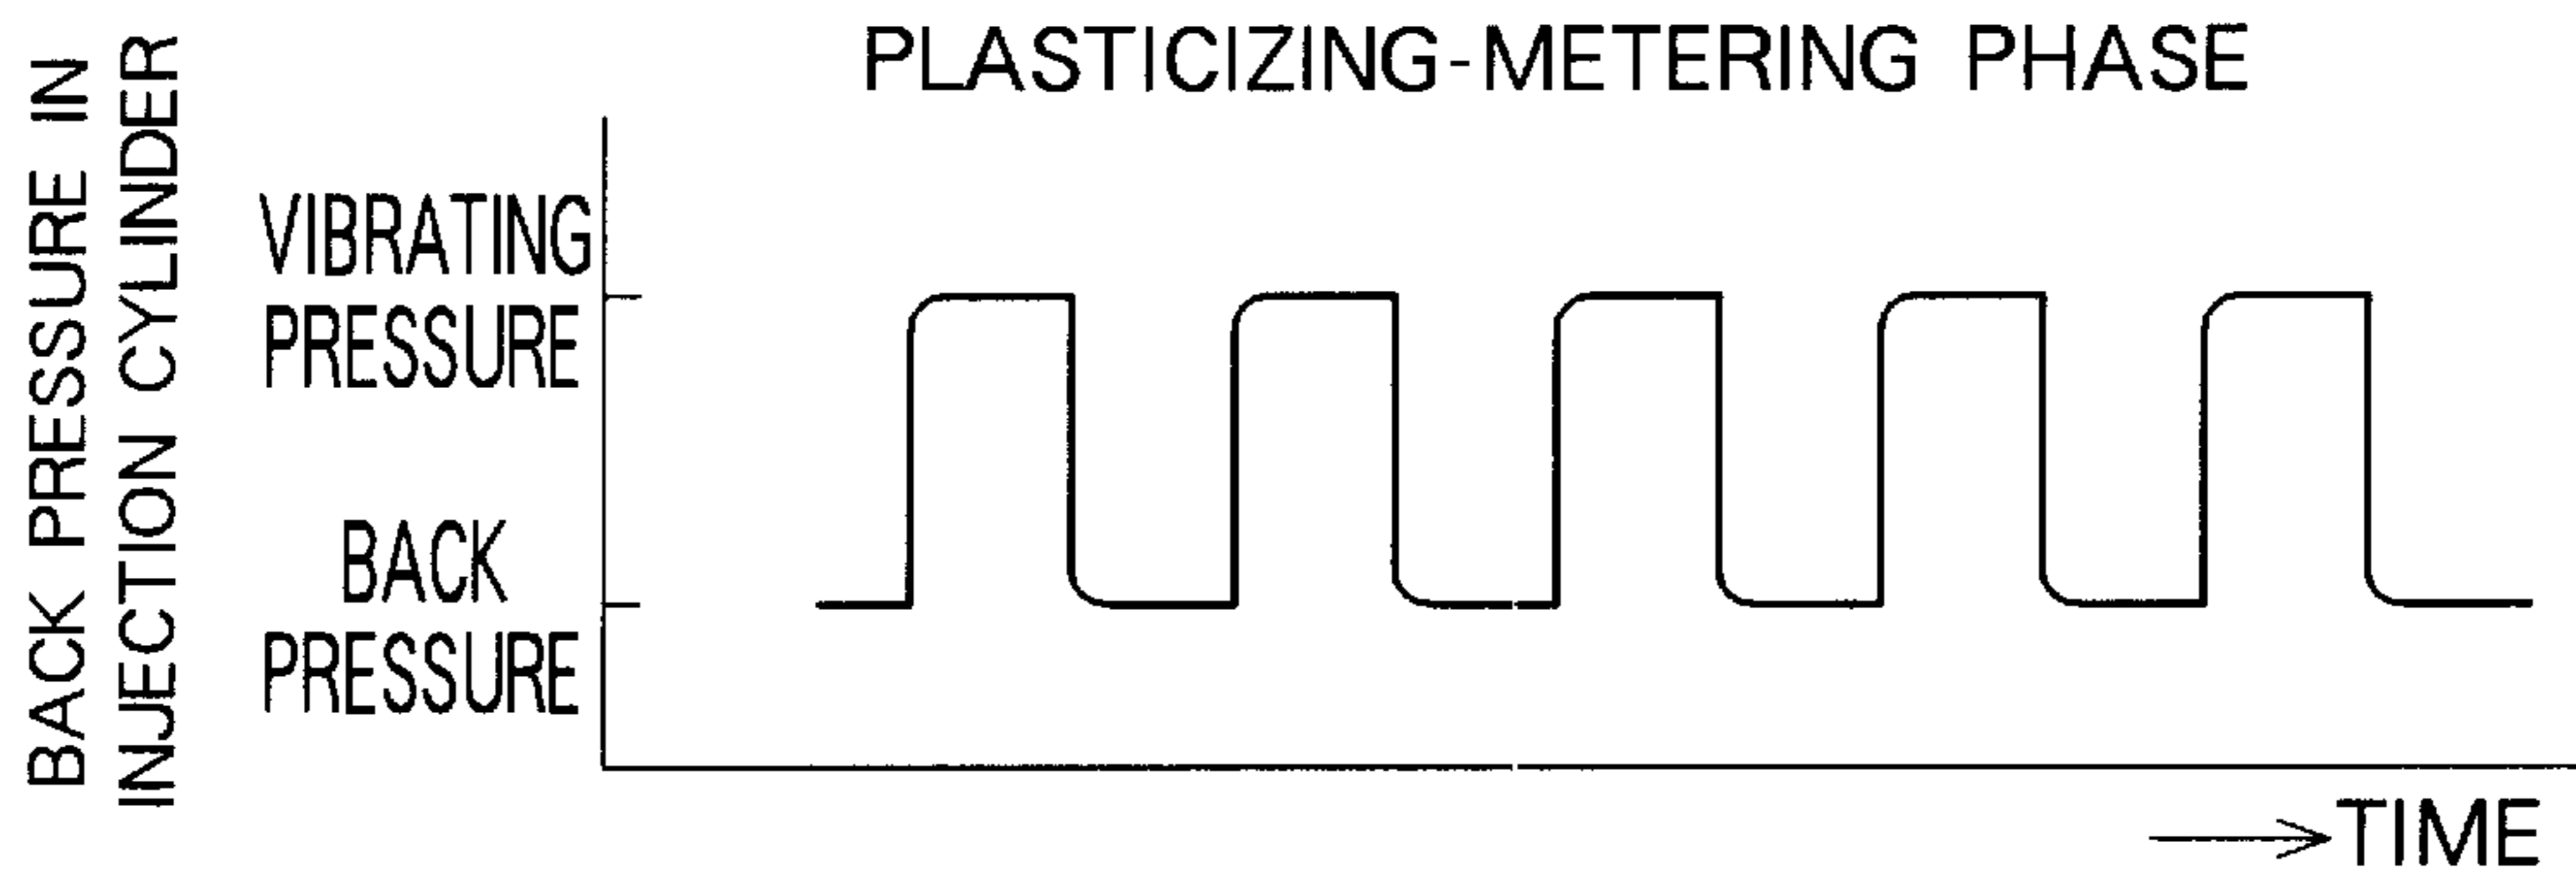 PLASTICIZING-METERING PHASE
BACK PRESSURE IN
INJECTION CYLINDER
VIBRATING
PRESSURE
BACK
PRESSURE
TIME